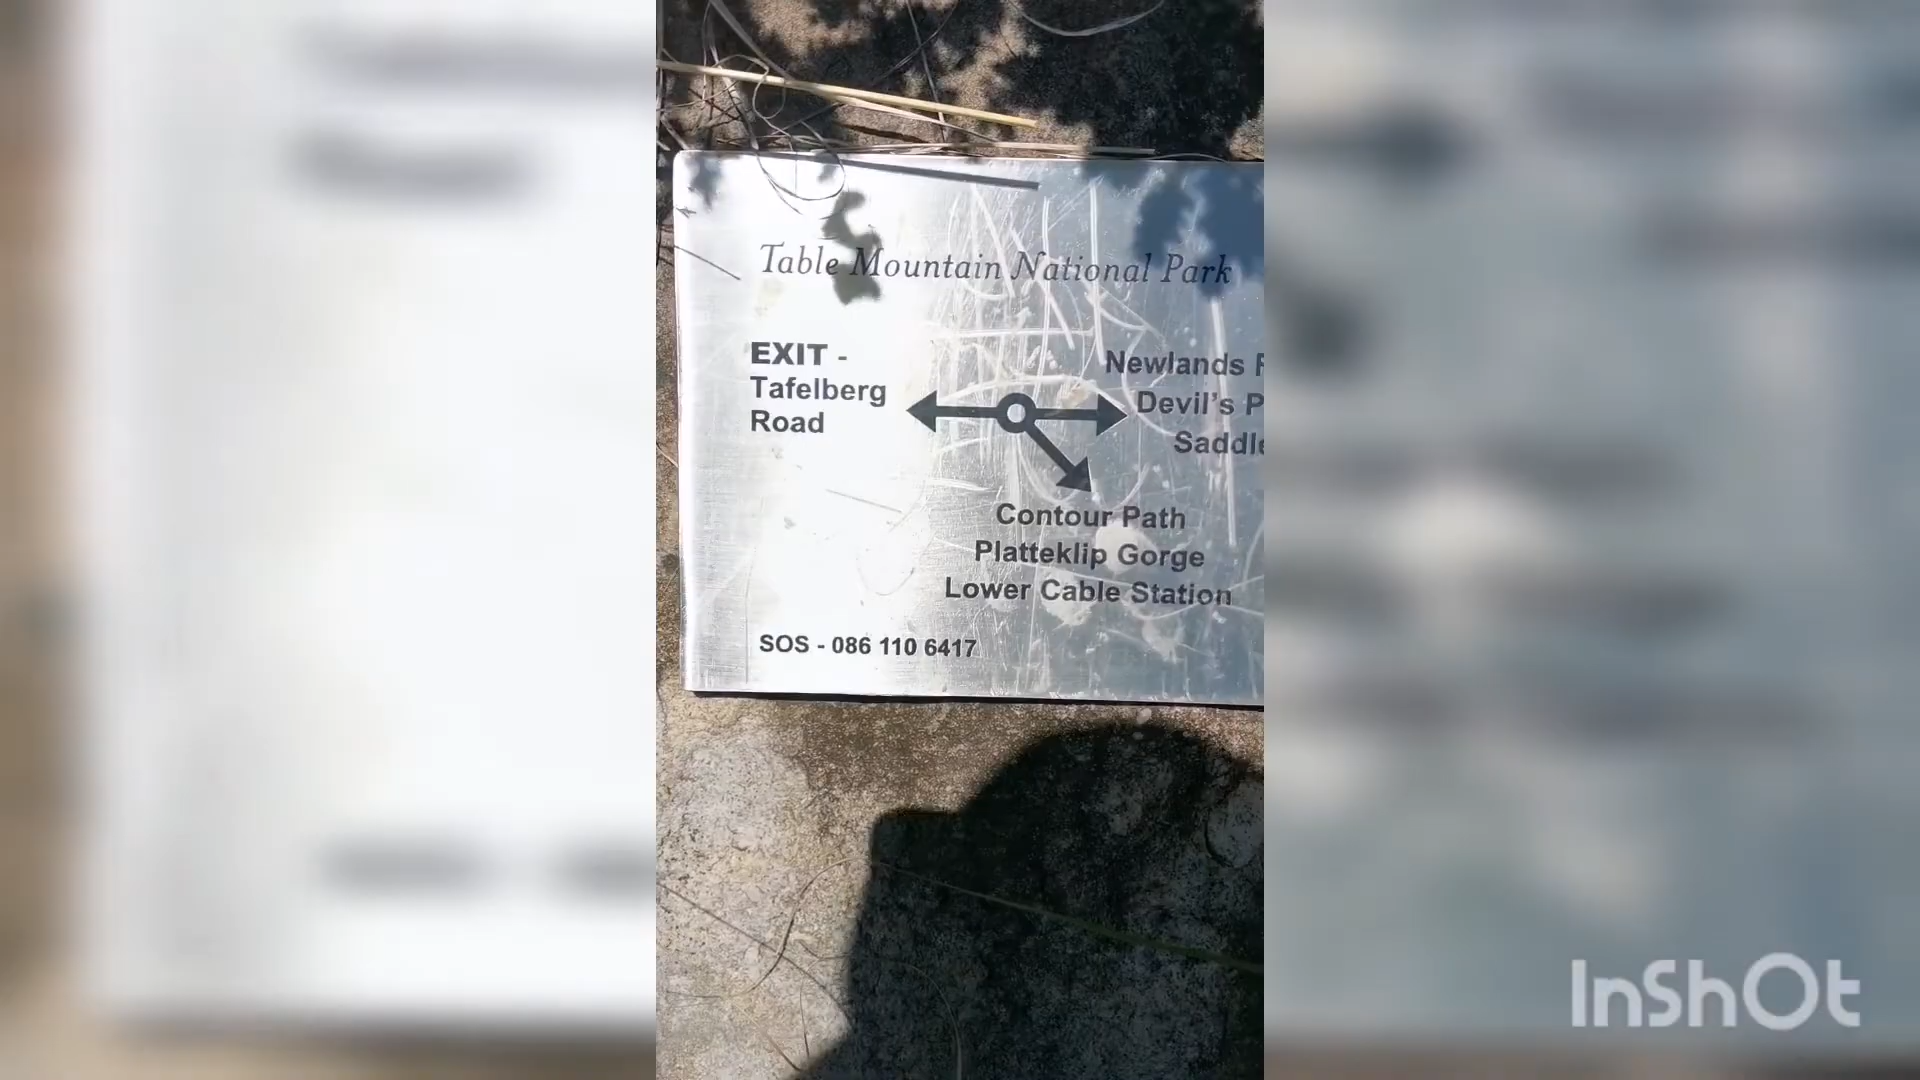 Table Mountain National Park
EXIT -
Tafelberg
Road
Newlands
Devil's
Contour Path
Platteklip Gorge
Lower Cable Station
SOS - 086 110 6417
InShOt